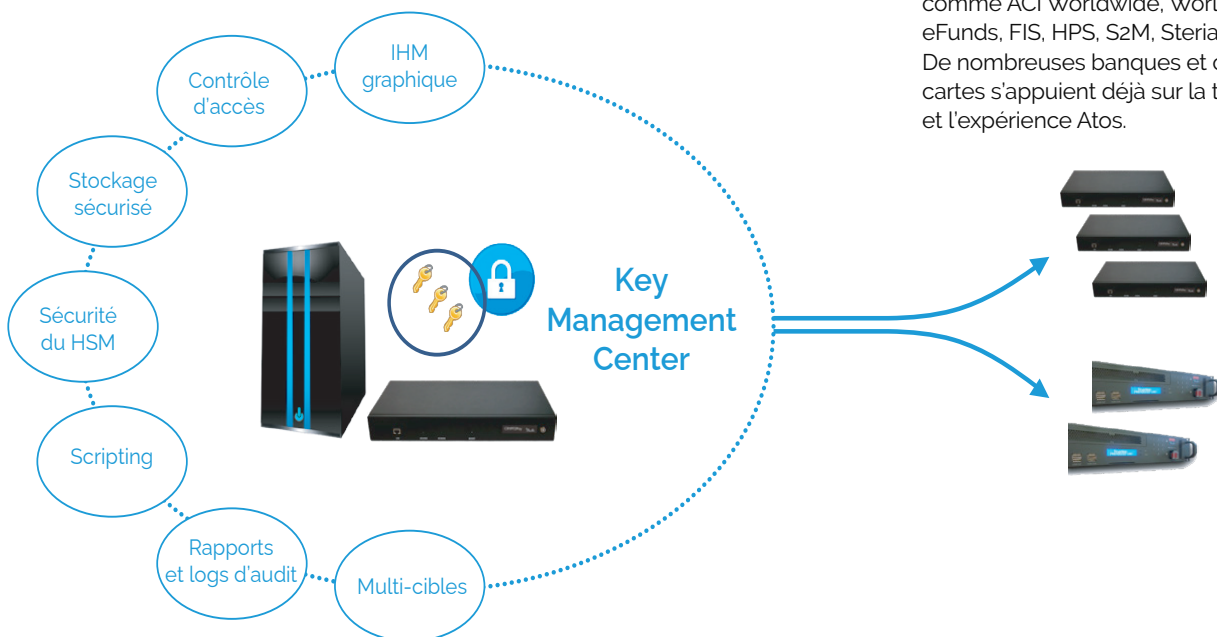 comme ACI Worldwide,
eFunds, FIS, HPS, S2M, Steria
De nombreuses banques et
cartes s'appuient déjà sur la
et l'expérience Atos.
IHM
graphique
Contrôle
d'accès
Stockage
sécurisé
Sécurité
du HSM
Scripting
Rapports
et logs d'audit
Multi-cibles
Key
Management
Center